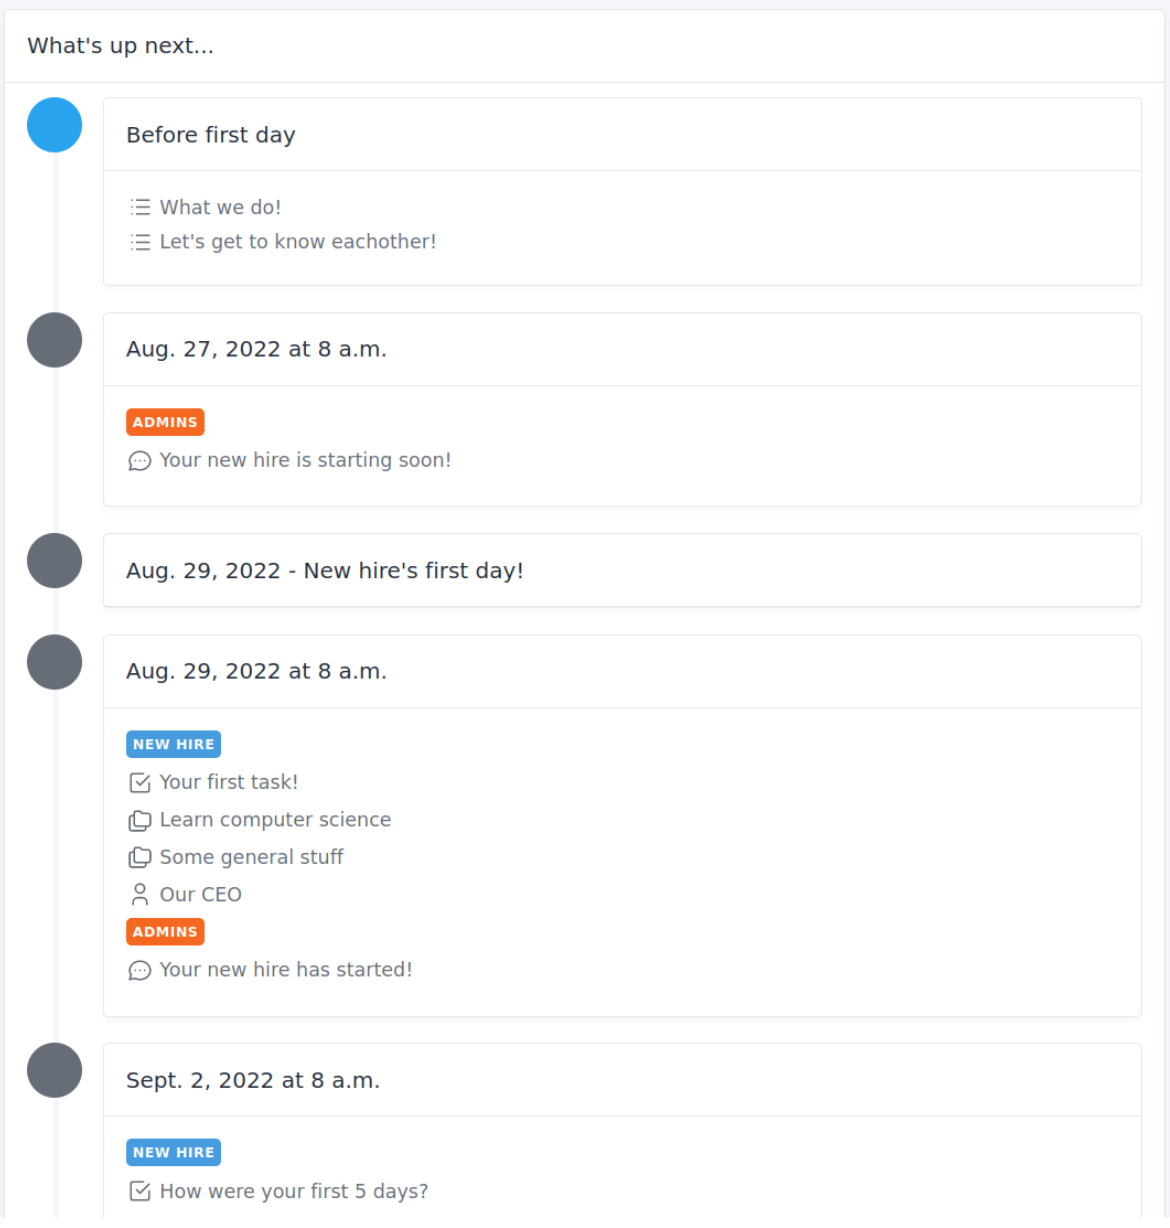 What's up next...
Before first day
What we do!
Let's get to know eachother!
Aug. 27, 2022 at 8 a.m.
ADMINS
Your new hire is starting soon!
Aug. 29, 2022 - New hire's first day!
Aug. 29, 2022 at 8 a.m.
NEW HIRE
Your first task!
Learn computer science
Some general stuff
Our CEO
ADMINS
Your new hire has started!
Sept. 2, 2022 at 8 a.m.
NEW HIRE
How were your first 5 days?